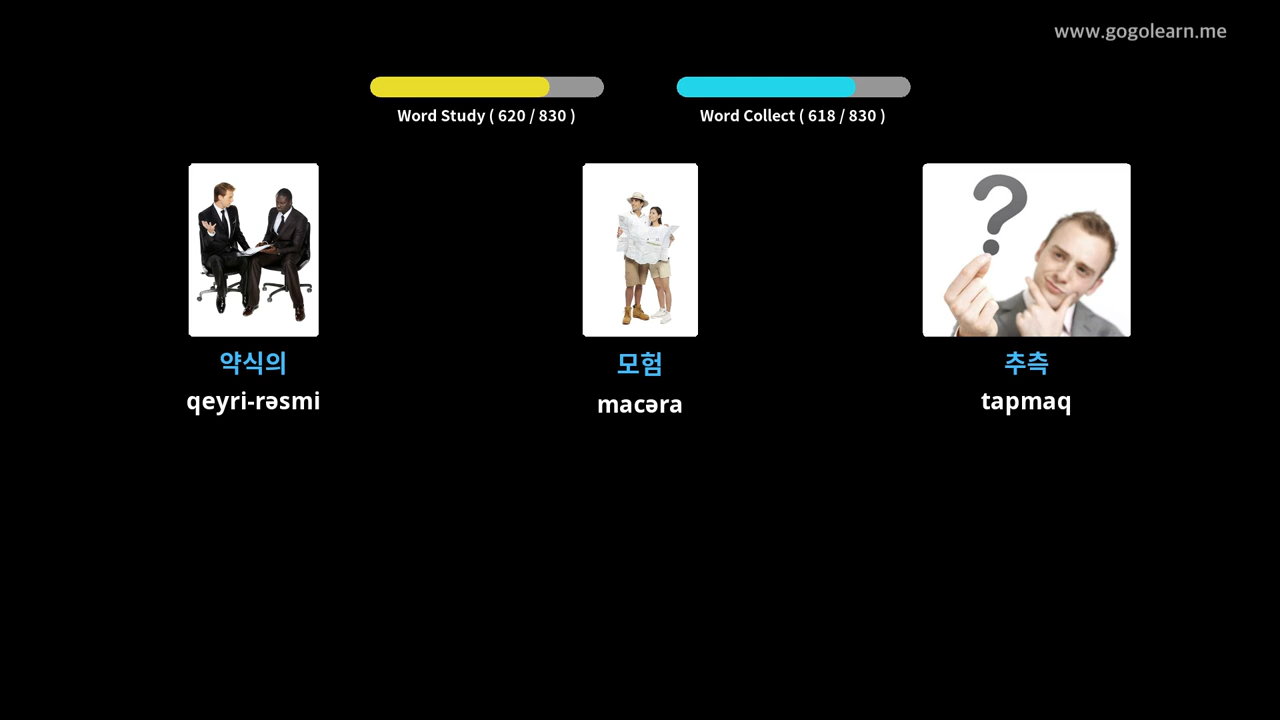 www.gogolearn.me
Word Study ( 620 / 830 )
Word Collect ( 618 / 830 )
약식의
qeyri-rəsmi
모험
macəra
추측
tapmaq